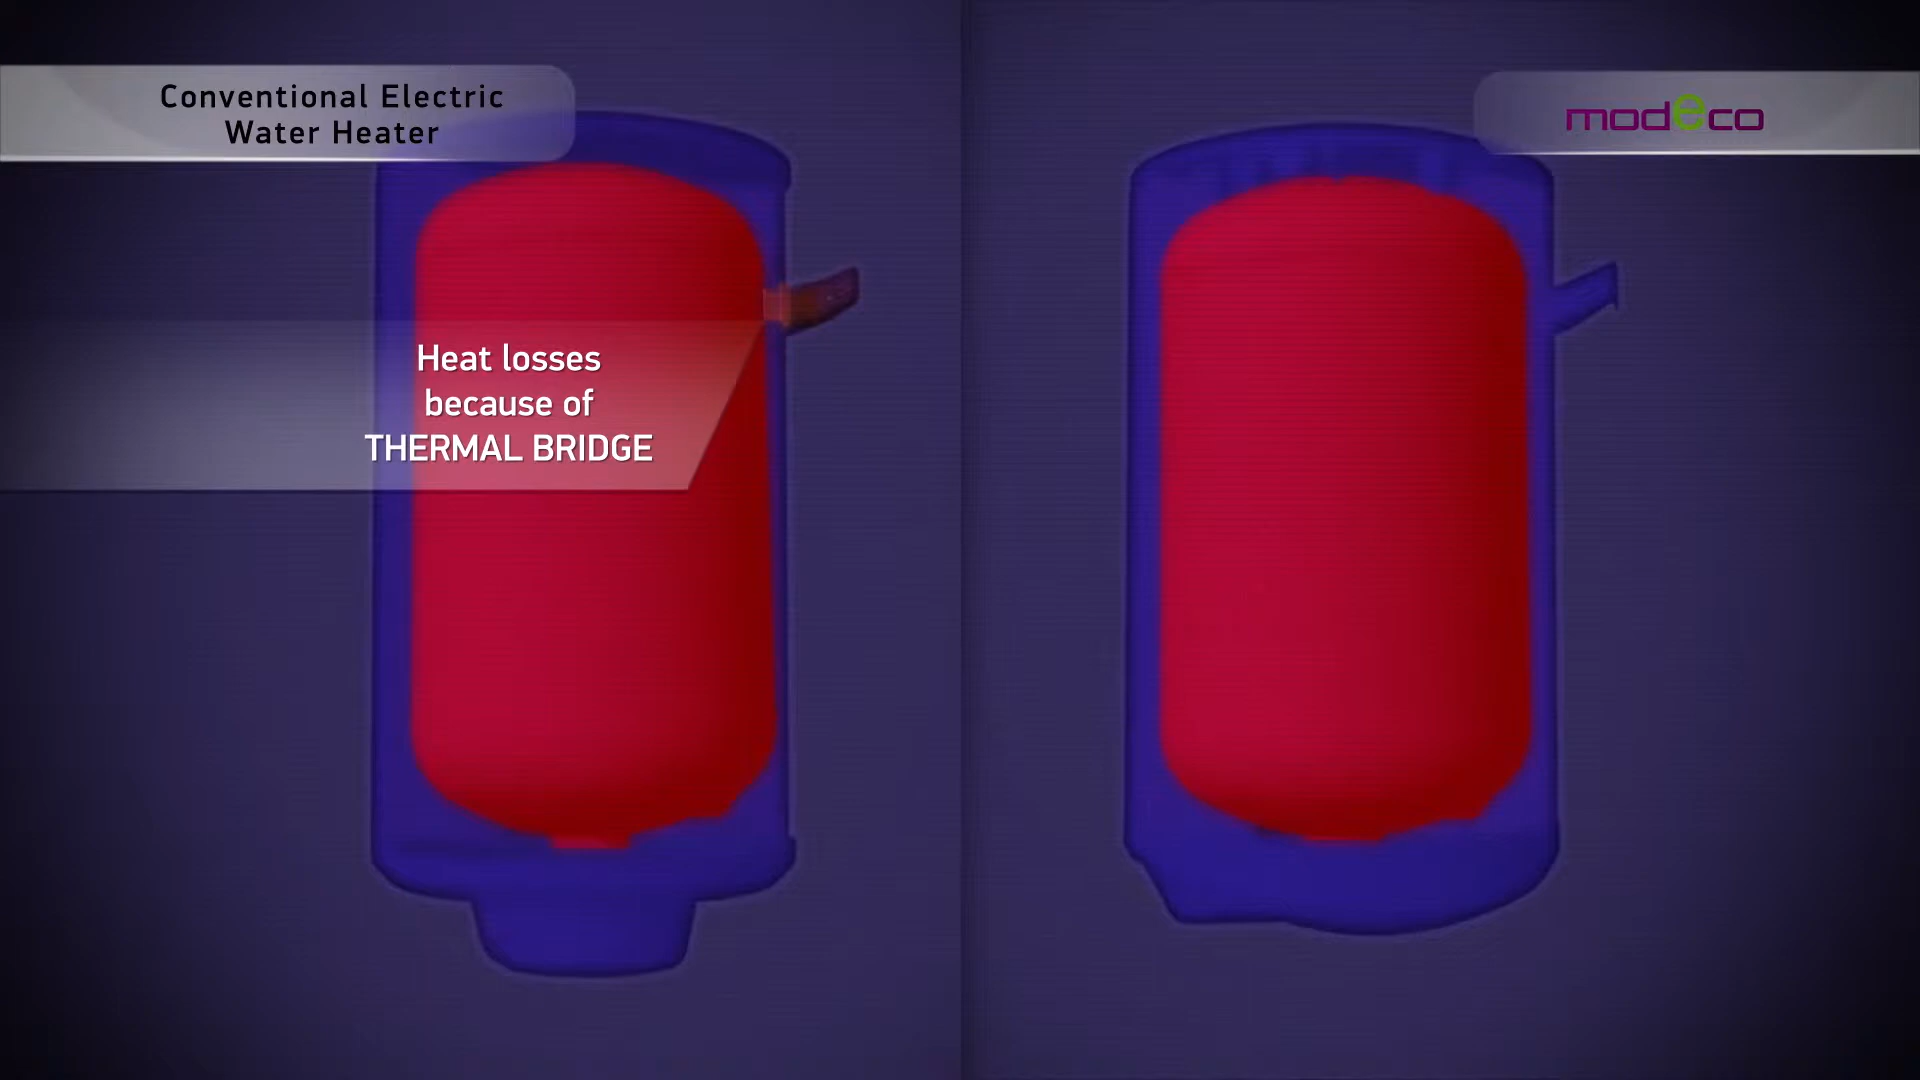 Conventional Electric
Water Heater
modeco
Heat losses
because of
THERMAL BRIDGE